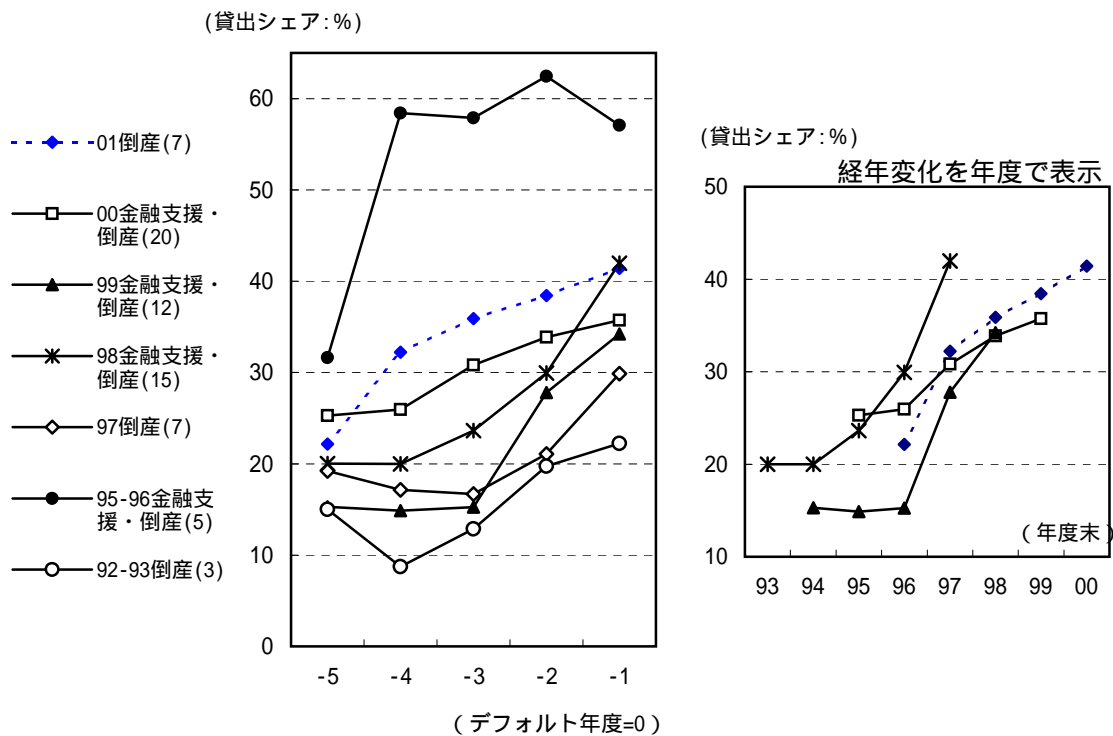 (貸出シェア:%)
60
50
40
30
20
10
0
-5 -4 -3 -2 -1
(デフォルト年度=0)
01倒産(7)
00金融支援・
倒産(20)
99金融支援・
倒産(12)
98金融支援・
倒産(15)
97倒産(7)
95-96金融支
援・倒産(5)
92-93倒産(3)
(貸出シェア:%)
経年変化を年度で表示
50
40
30
20
10
(年度末)
93 94 95 96 97 98 99 00